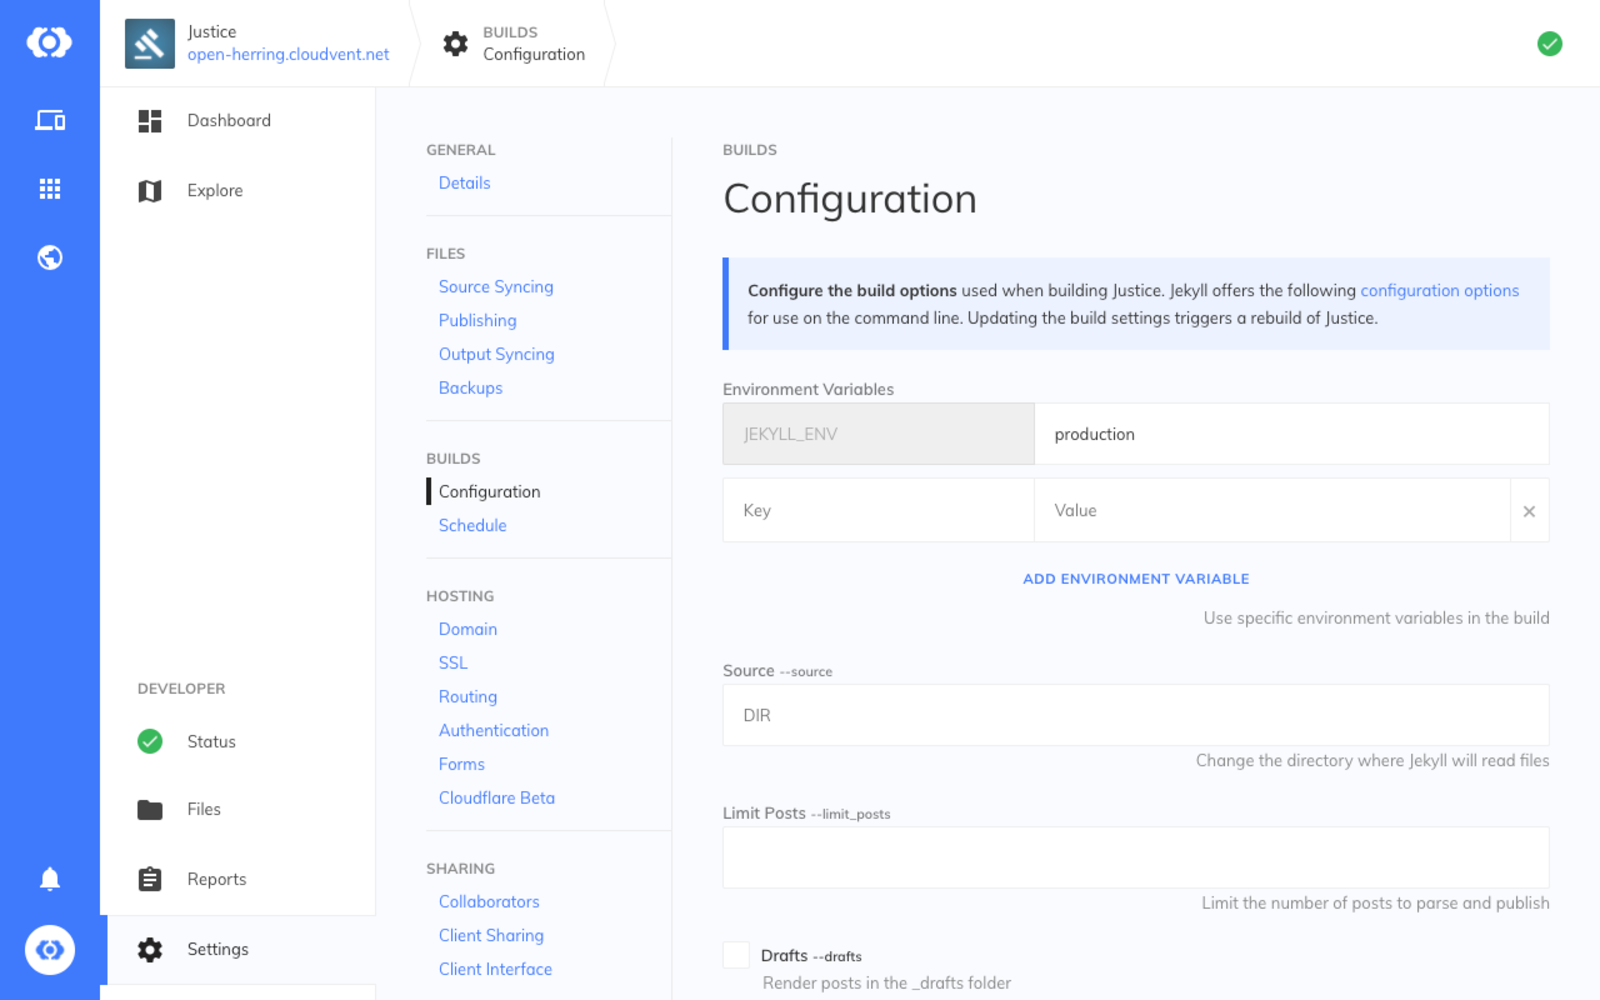 Justice
open-herring.cloudvent.net
BUILDS
Configuration
Dashboard
Explore
DEVELOPER
Status
Files
Reports
Settings
GENERAL
Details
FILES
Source Syncing
Publishing
Output Syncing
Backups
BUILDS
Configuration
Schedule
HOSTING
Domain
SSL
Routing
Authentication
Forms
Cloudflare Beta
SHARING
Collaborators
Client Sharing
Client Interface
BUILDS
Configuration
Configure the build options used when building Justice. Jekyll offers the following configuration options
for use on the command line. Updating the build settings triggers a rebuild of Justice.
Environment Variables
JEKYLL_ENV production
Key Value ×
ADD ENVIRONMENT VARIABLE
Use specific environment variables in the build
Source --source
DIR
Change the directory where Jekyll will read files
Limit Posts --limit_posts
Limit the number of posts to parse and publish
Drafts --drafts
Render posts in the _drafts folder